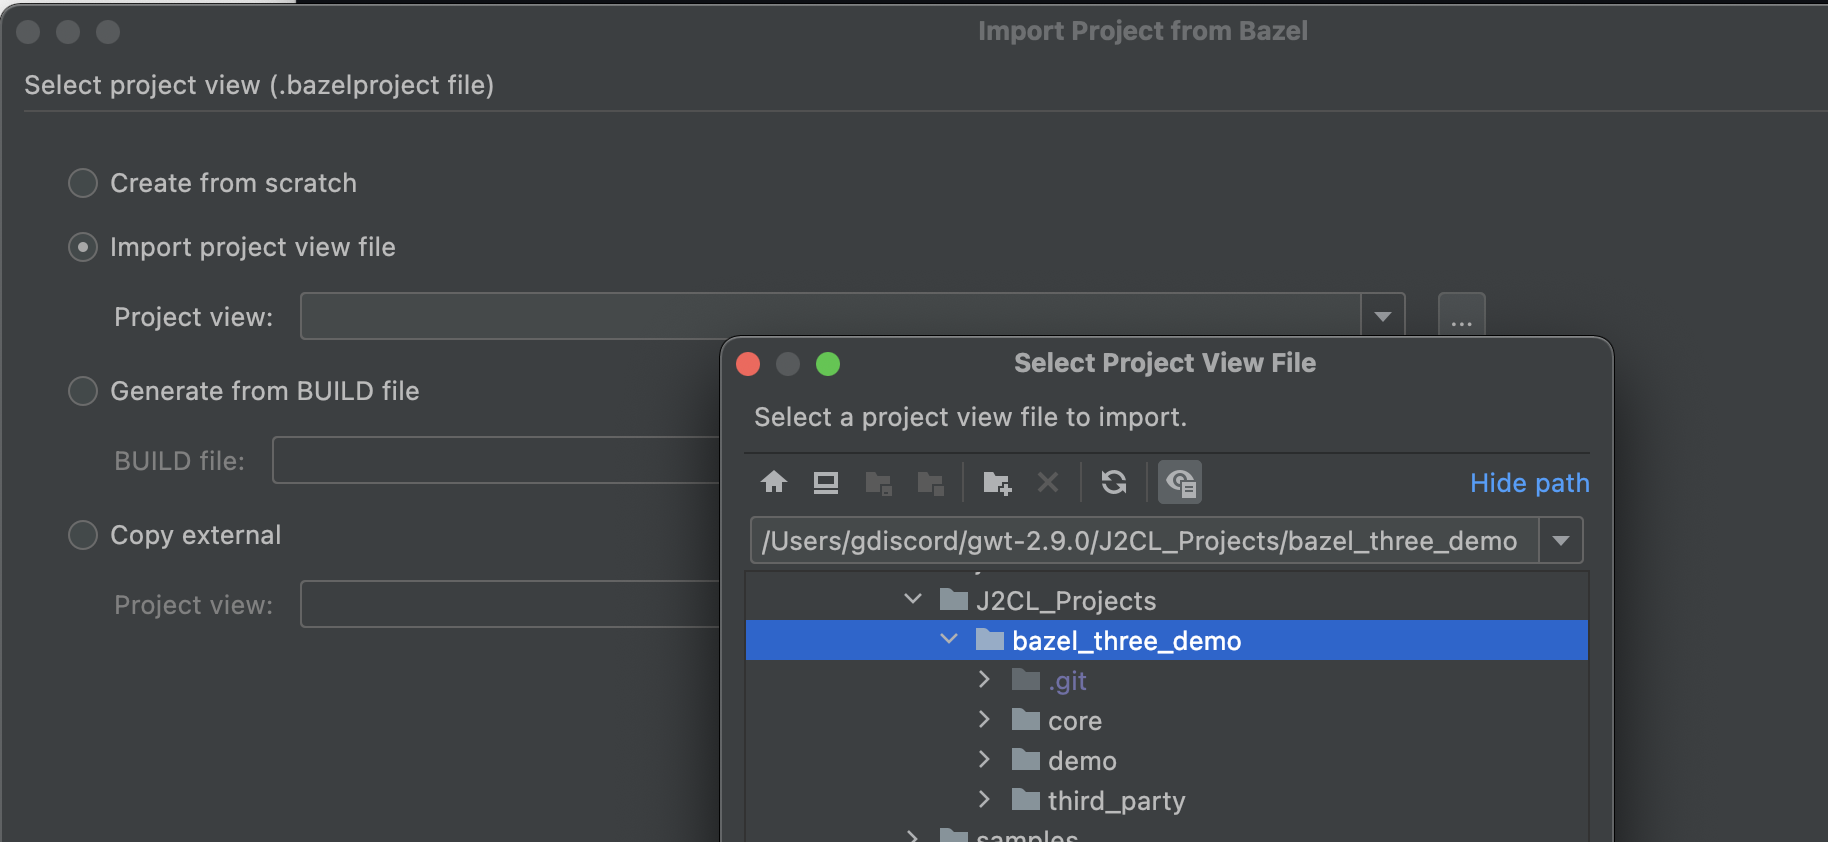 Import Project from Bazel
Select project view (.bazelproject file)
Create from scratch
Import project view file
Project view:
...
Generate from BUILD file
BUILD file:
Copy external
Project view:
Select Project View File
Select a project view file to import.
Hide path
/Users/gdiscord/gwt-2.9.0/J2CL_Projects/bazel_three_demo
J2CL_Projects
bazel_three_demo
.git
core
demo
third_party
samples